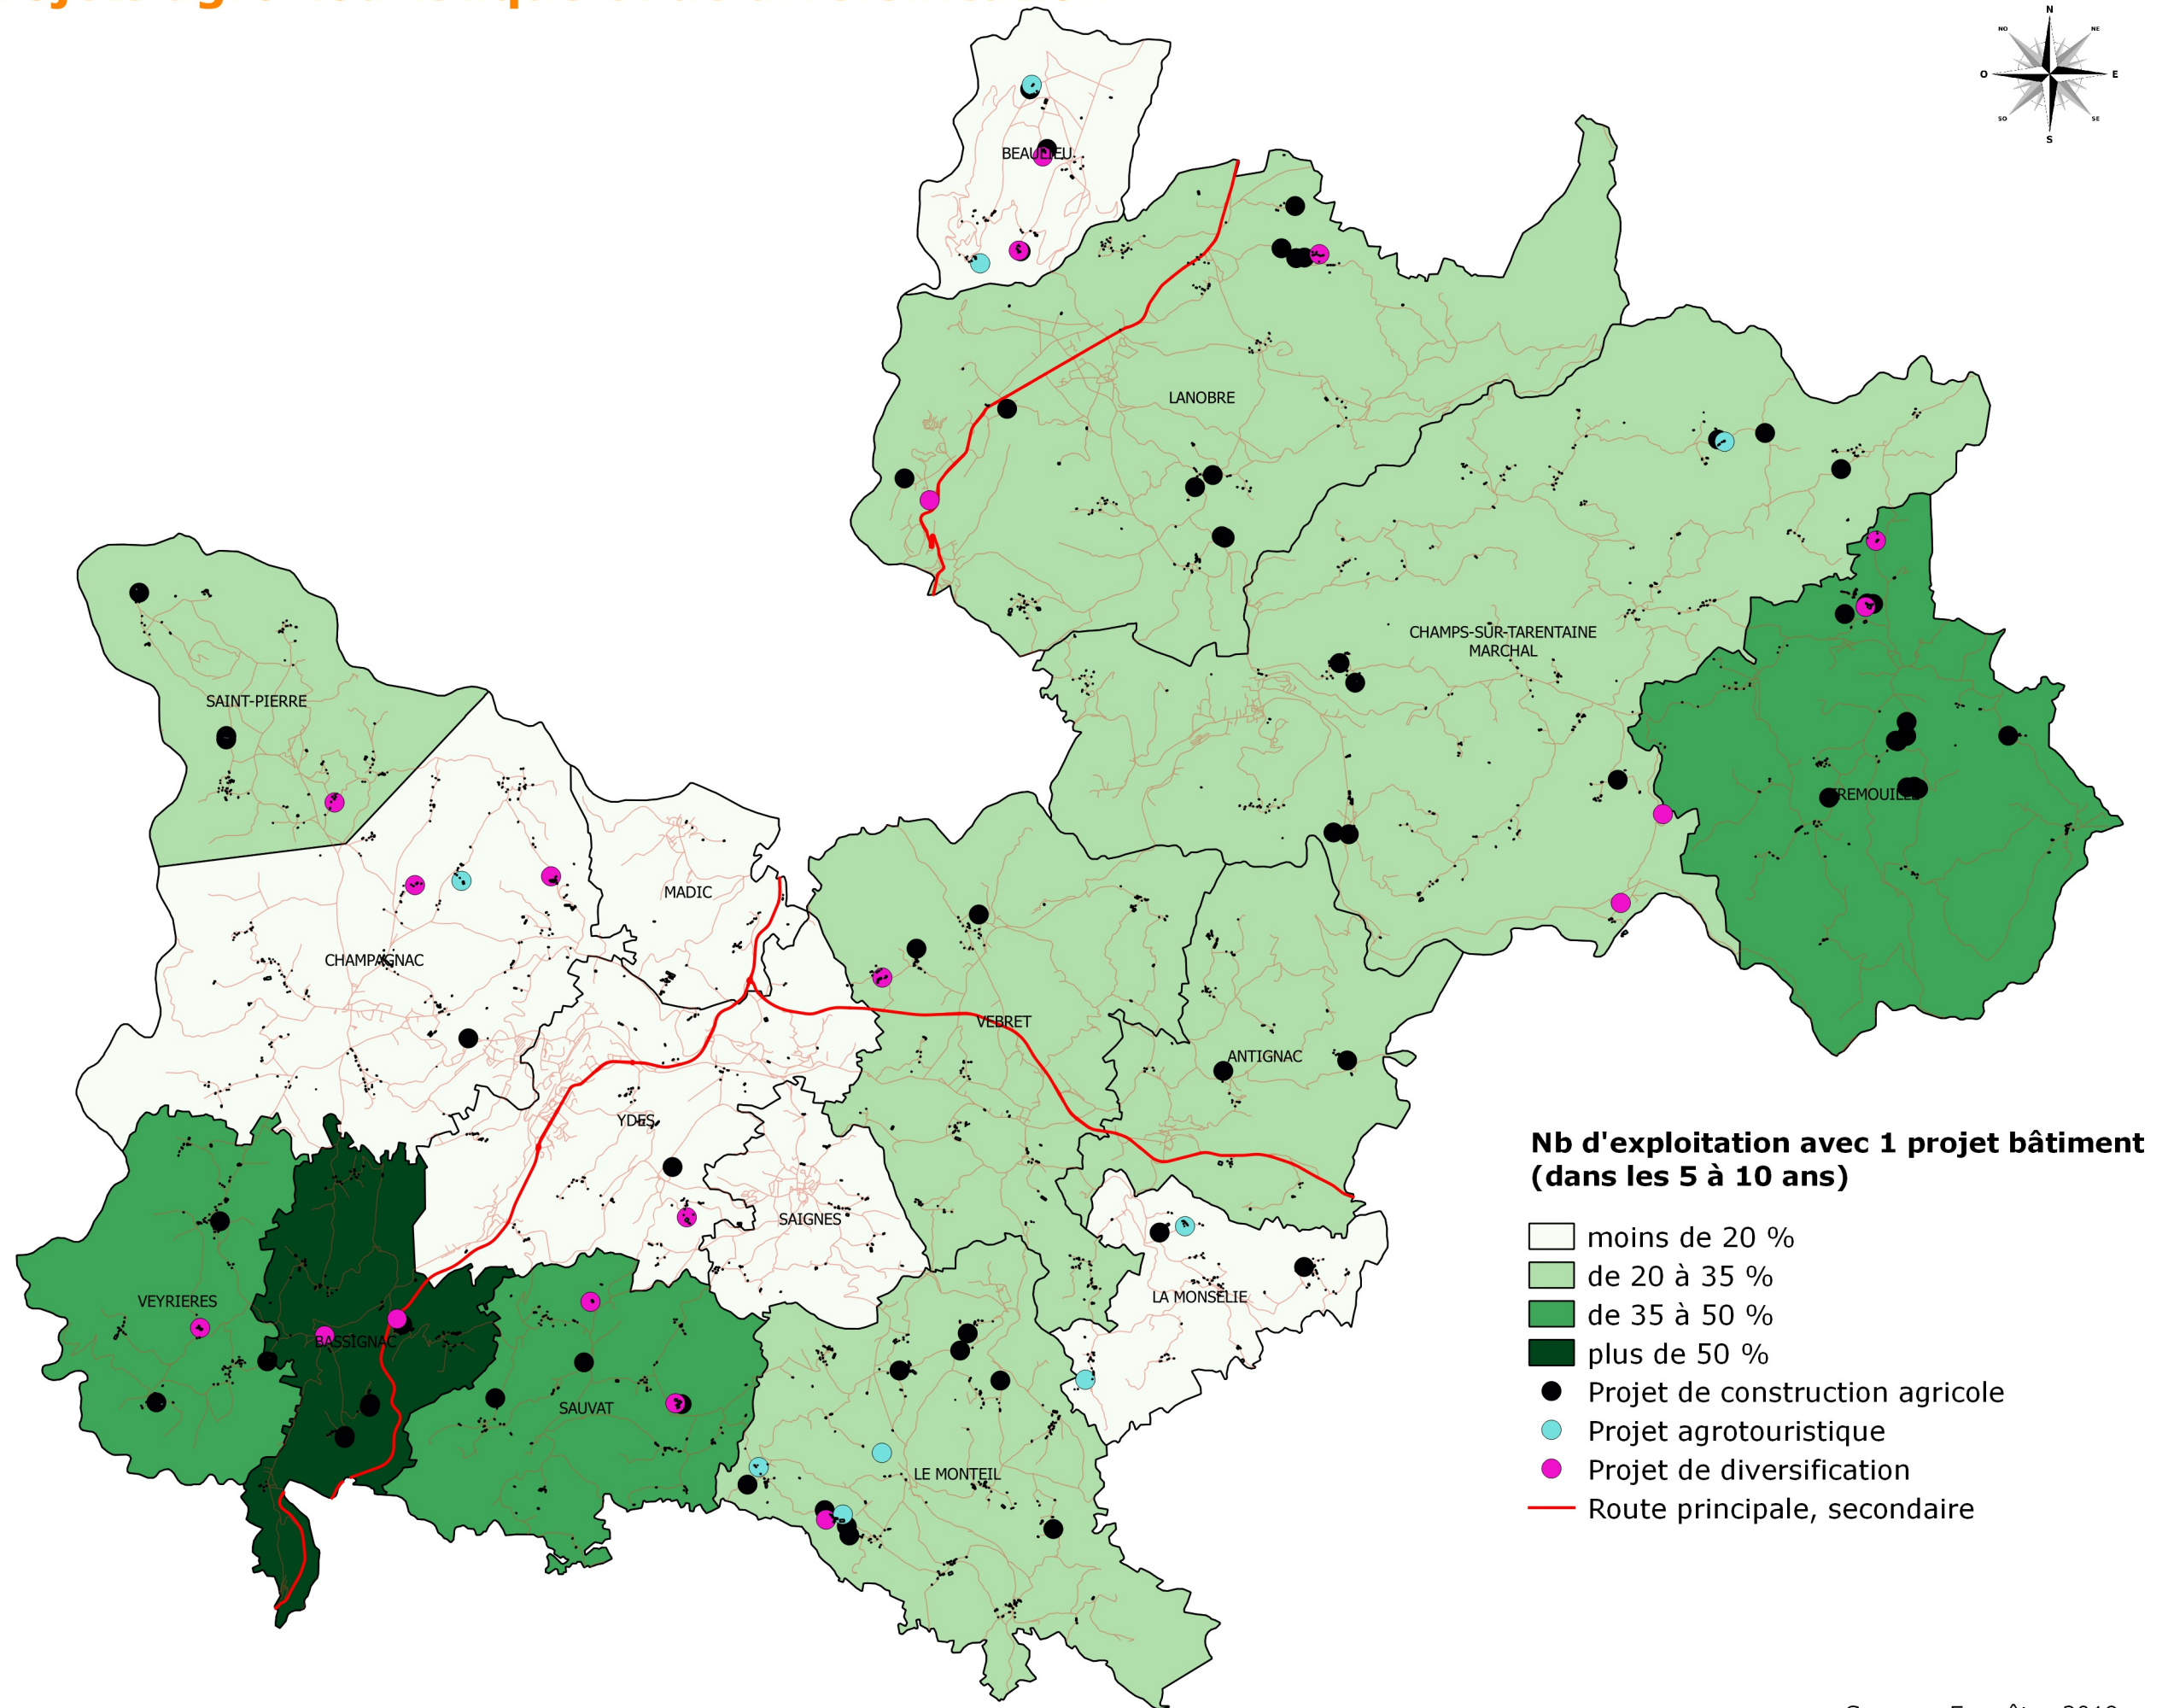 N
NO
NE
O
E
SO
SE
S
BEAULIEU
LANOBRE
CHAMPS-SUR-TARENTAINE
MARCHAL
SAINT-PIERRE
TREMOUILLE
MADIC
CHAMPAGNAC
VEBRET
ANTIGNAC
YDES
SAIGNES
LA MONSELIE
VEYRIERES
BASSIGNAC
SAUVAT
LE MONTEIL
Nb d'exploitation avec 1 projet bâtiment
(dans les 5 à 10 ans)
moins de 20 %
de 20 à 35 %
de 35 à 50 %
plus de 50 %
Projet de construction agricole
Projet agrotouristique
Projet de diversification
Route principale, secondaire